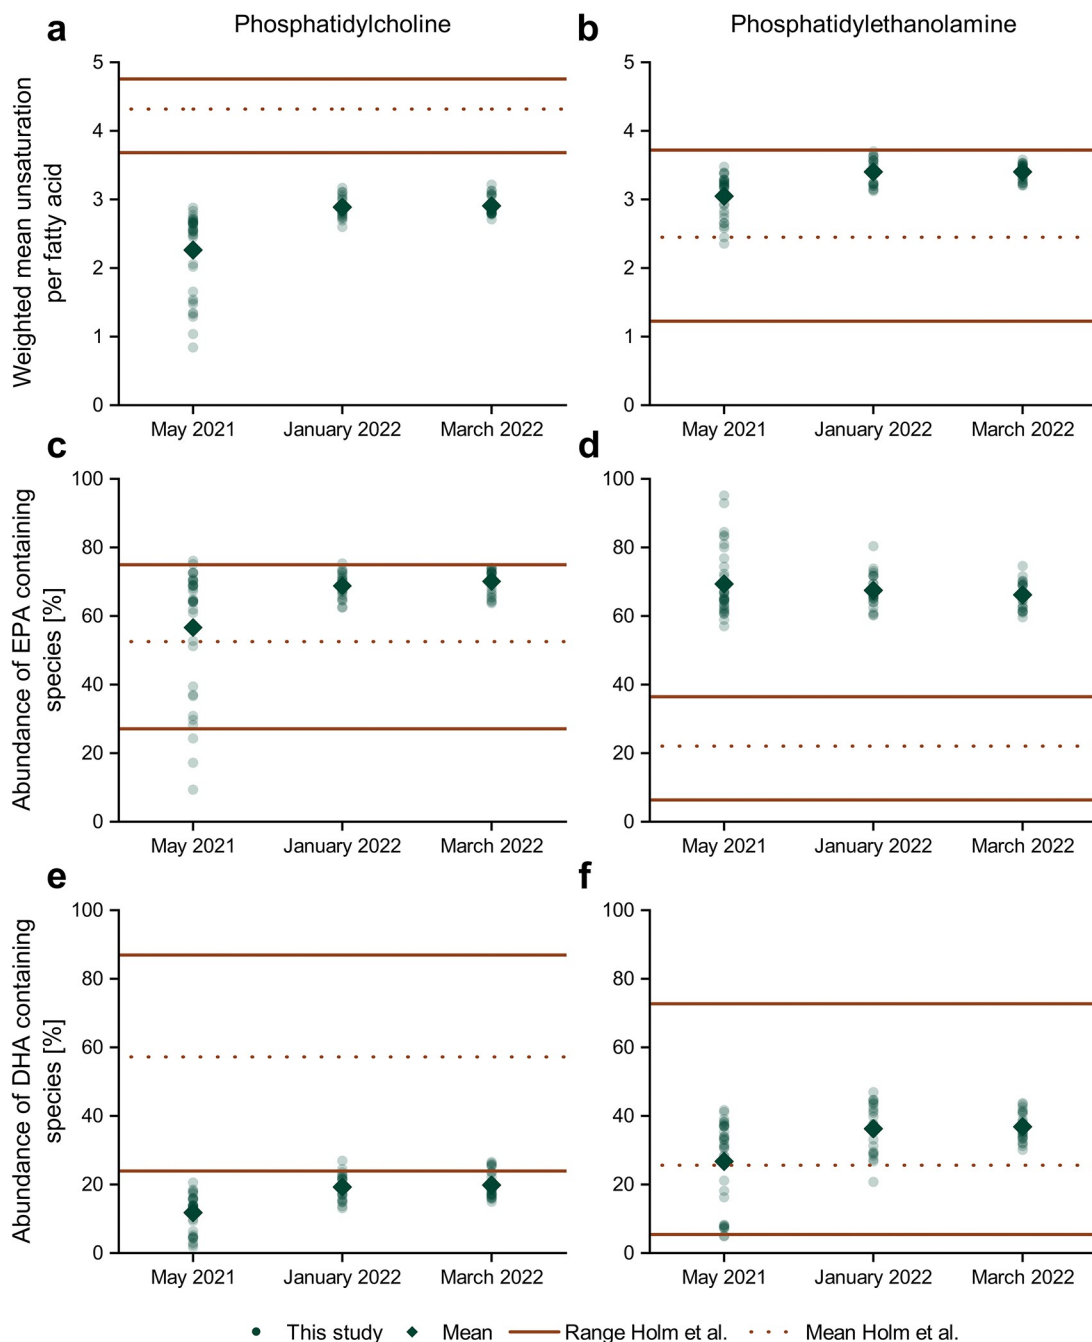 a Phosphatidylcholine
b Phosphatidylethanolamine
Weighted mean unsaturation
per fatty acid
5
4
3
2
1
0
May 2021 January 2022 March 2022
5
4
3
2
1
0
May 2021 January 2022 March 2022
c
d
Abundance of EPA containing
species [%]
100
80
60
40
20
0
May 2021 January 2022 March 2022
100
80
60
40
20
0
May 2021 January 2022 March 2022
e
f
Abundance of DHA containing
species [%]
100
80
60
40
20
0
May 2021 January 2022 March 2022
100
80
60
40
20
0
May 2021 January 2022 March 2022
This study Mean Range Holm et al. Mean Holm et al.